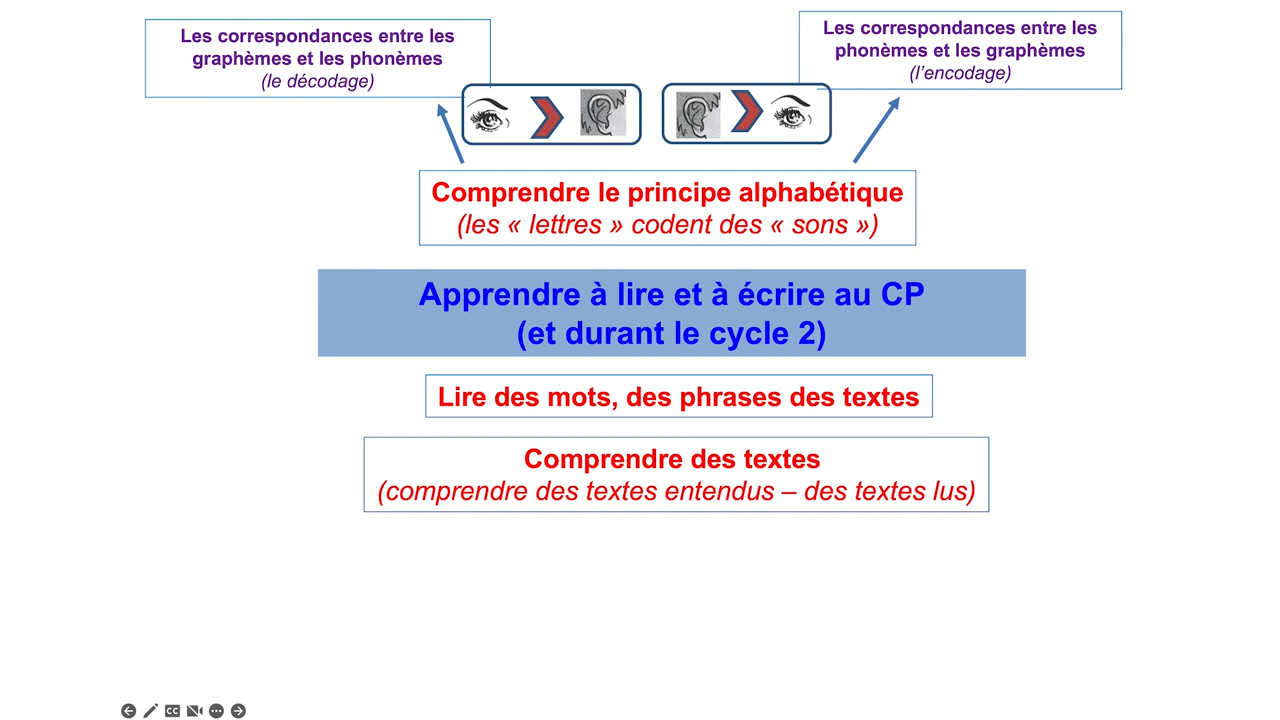 Les correspondances entre les
graphèmes et les phonèmes
(le décodage)
Les correspondances entre les
phonèmes et les graphèmes
(l'encodage)
Comprendre le principe alphabétique
(les « lettres » codent des « sons »)
Apprendre à lire et à écrire au CP
(et durant le cycle 2)
Lire des mots, des phrases des textes
Comprendre des textes
(comprendre des textes entendus – des textes lus)
CC